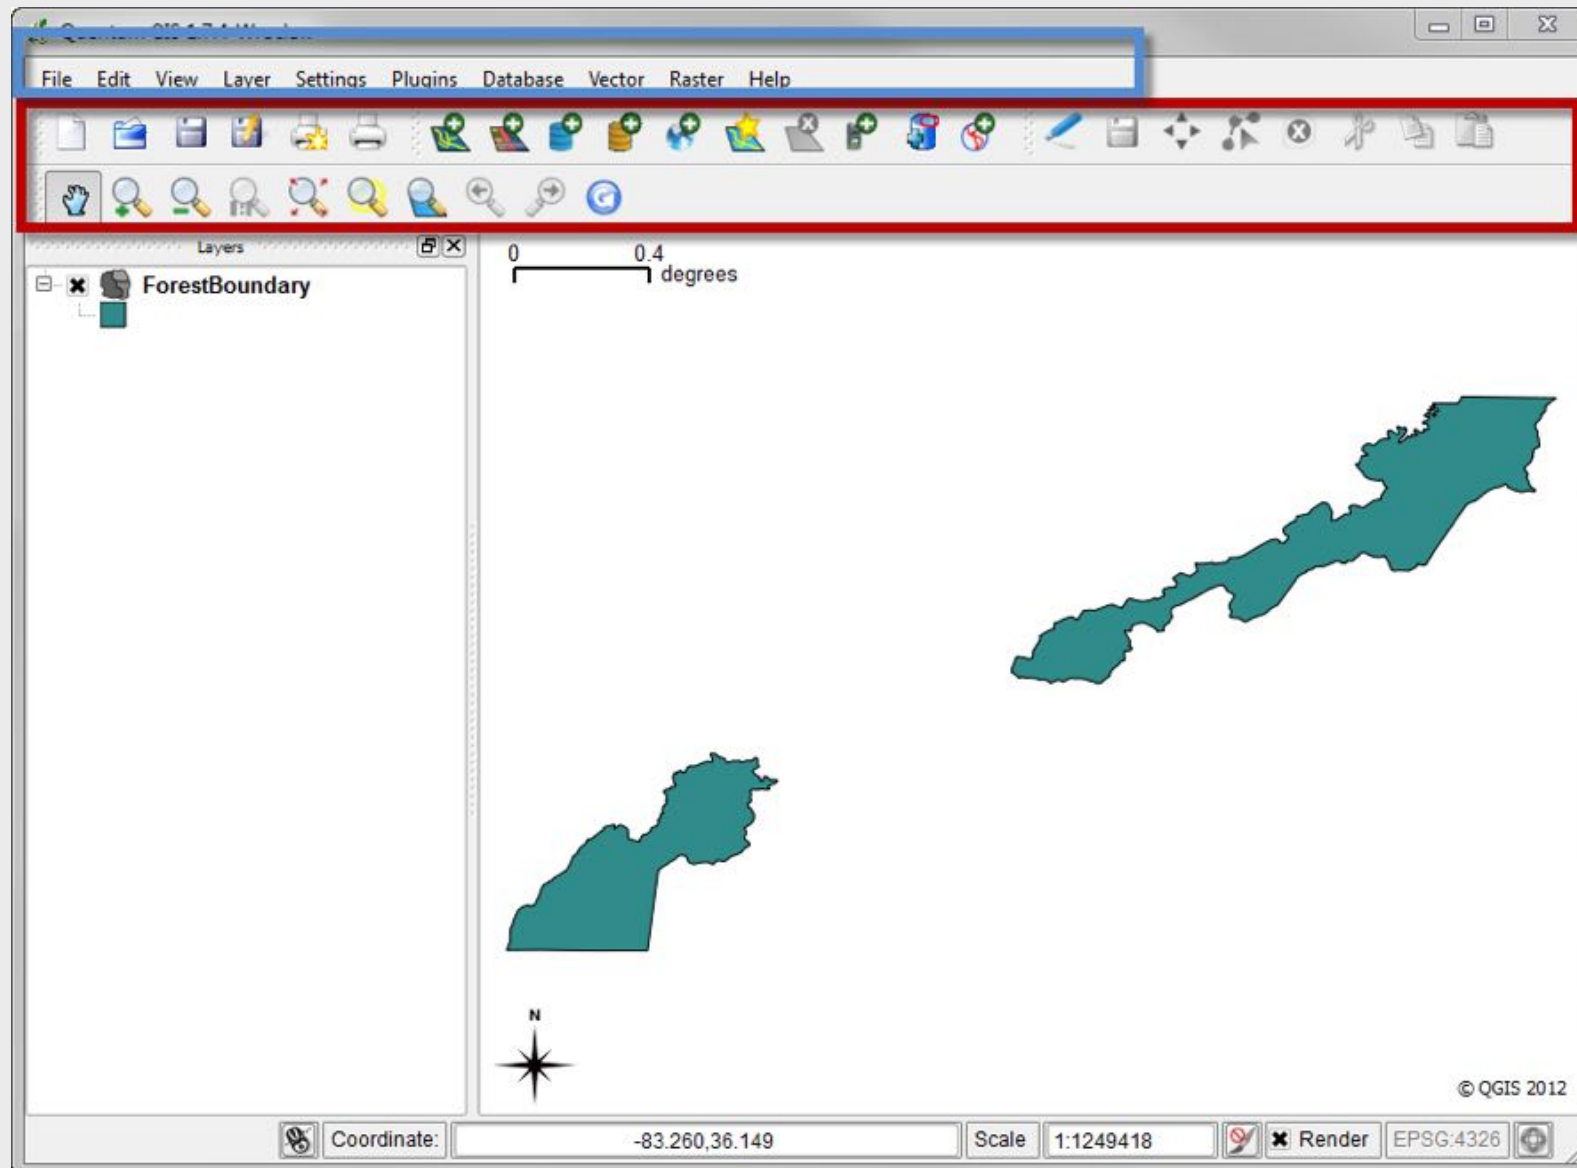 File Edit View Layer Settings Plugins Database Vector Raster Help
Layers
ForestBoundary
0 0.4
degrees
N
© QGIS 2012
Coordinate: -83.260,36.149 Scale 1:1249418 Render EPSG:4326